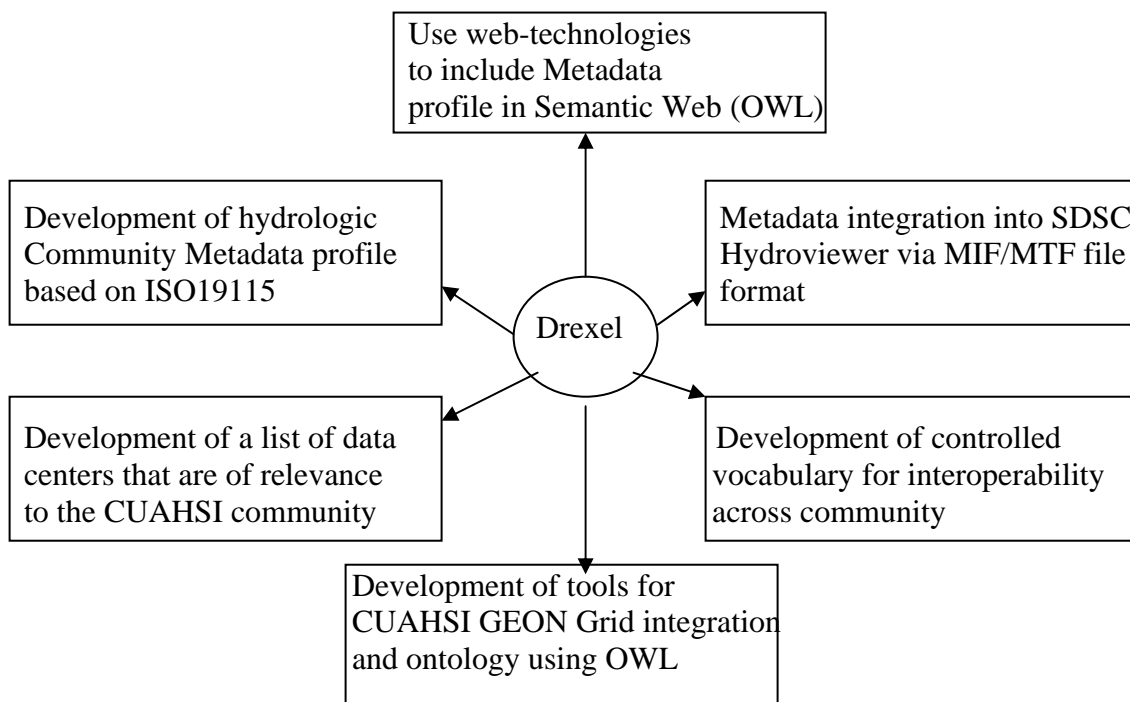 Use web-technologies
to include Metadata
profile in Semantic Web (OWL)
Development of hydrologic
Community Metadata profile
based on ISO19115
Metadata integration into SDSC
Hydroviewer via MIF/MTF file
format
Drexel
Development of a list of data
centers that are of relevance
to the CUAHSI community
Development of controlled
vocabulary for interoperability
across community
Development of tools for
CUAHSI GEON Grid integration
and ontology using OWL